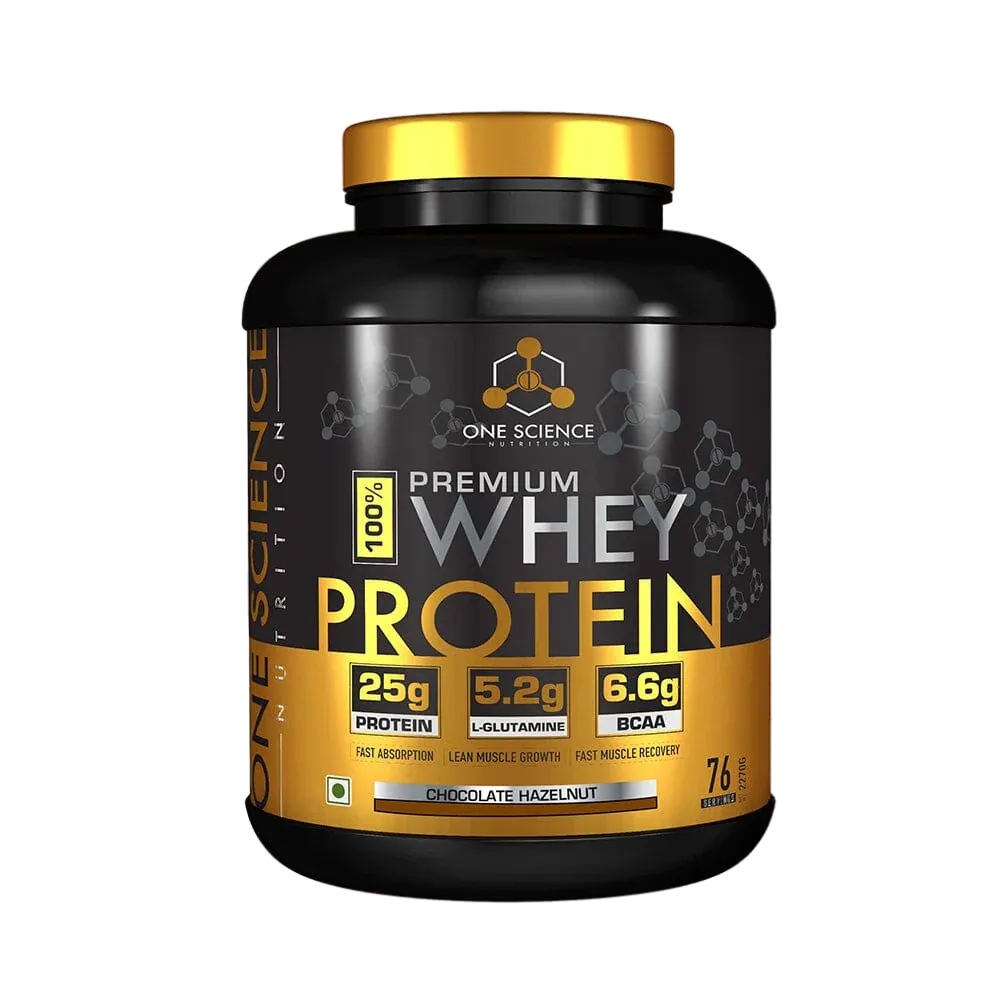 ONE SCIENCE
NUTRITION
ONE SCIENCE
NUTRITION
100%
PREMIUM
WHEY
PROTEIN
25g
PROTEIN
5.2g
L-GLUTAMINE
6.6g
BCAA
FAST ABSORPTION
LEAN MUSCLE GROWTH
FAST MUSCLE RECOVERY
CHOCOLATE HAZELNUT
76
SERVINGS
2270G